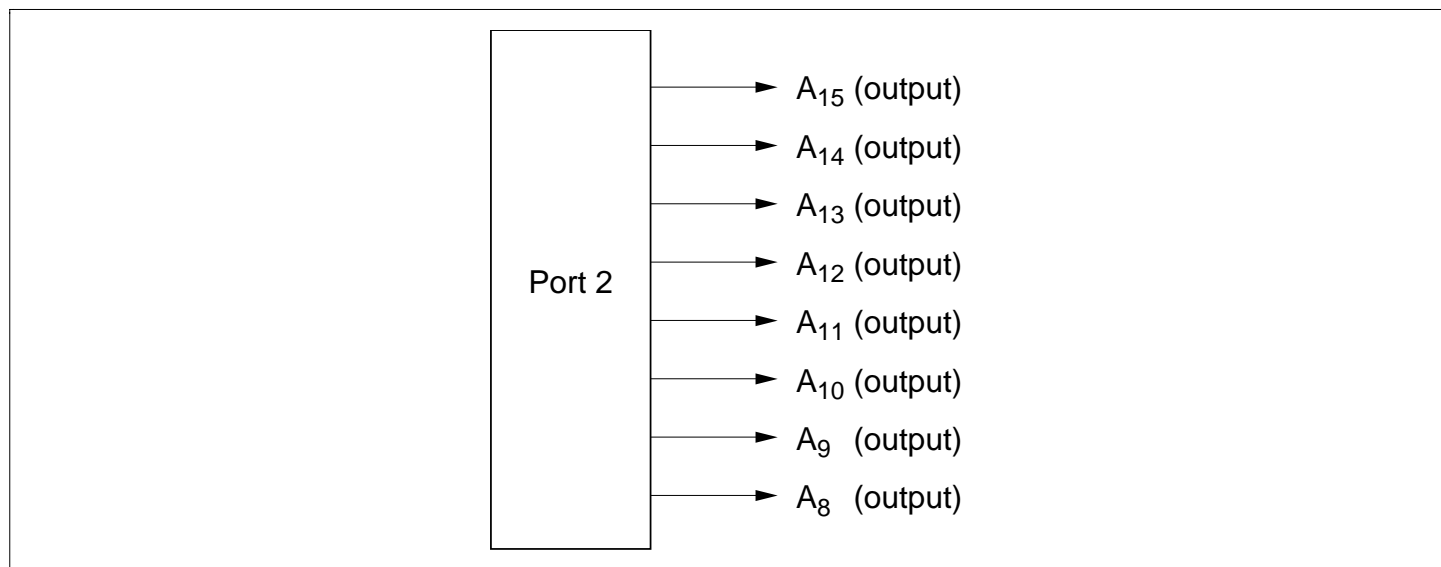 A15 (output)
A14 (output)
A13 (output)
A12 (output)
Port 2
A11 (output)
A10 (output)
A9 (output)
A8 (output)